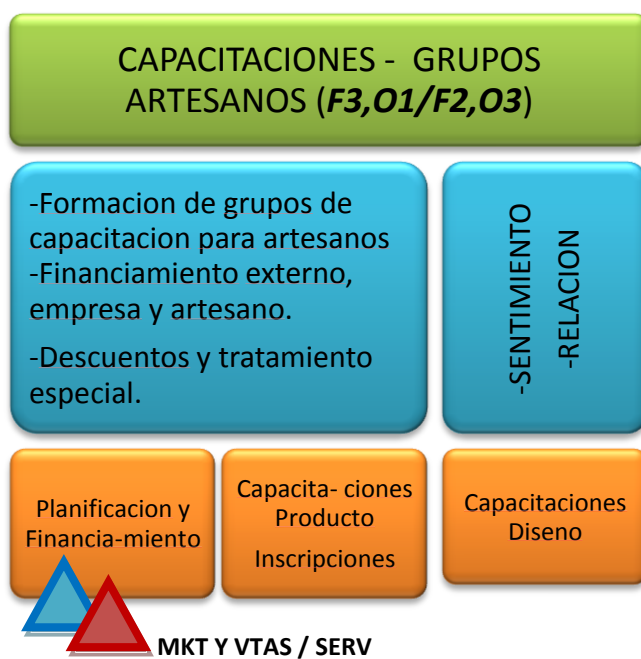 CAPACITACIONES - GRUPOS
ARTESANOS (F3,O1/F2,O3)
-Formacion de grupos de
capacitacion para artesanos
-Financiamiento externo,
empresa y artesano.
-Descuentos y tratamiento
especial.
-SENTIMIENTO
-RELACION
Planificacion y
Financia-miento
Capacita- ciones
Producto
Inscripciones
Capacitaciones
Diseno
MKT Y VTAS / SERV